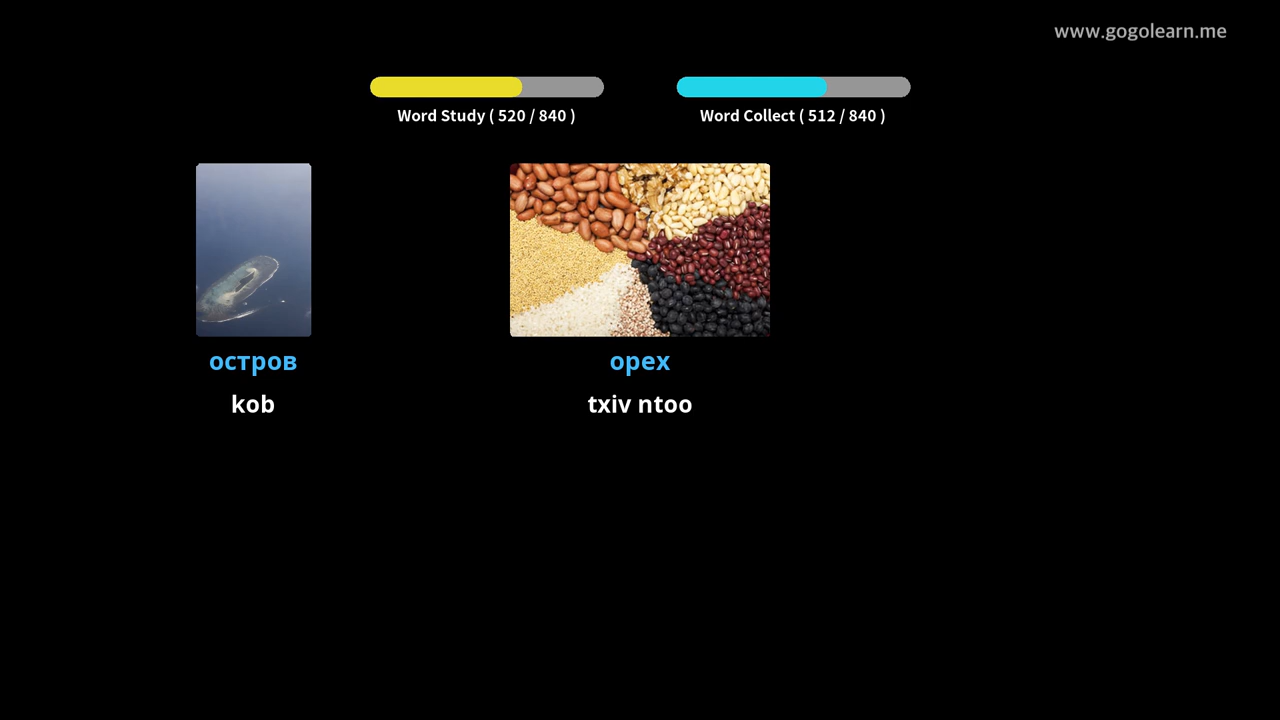 www.gogolearn.me
Word Study ( 520 / 840 )
Word Collect ( 512 / 840 )
остров
орех
kob
txiv ntoo